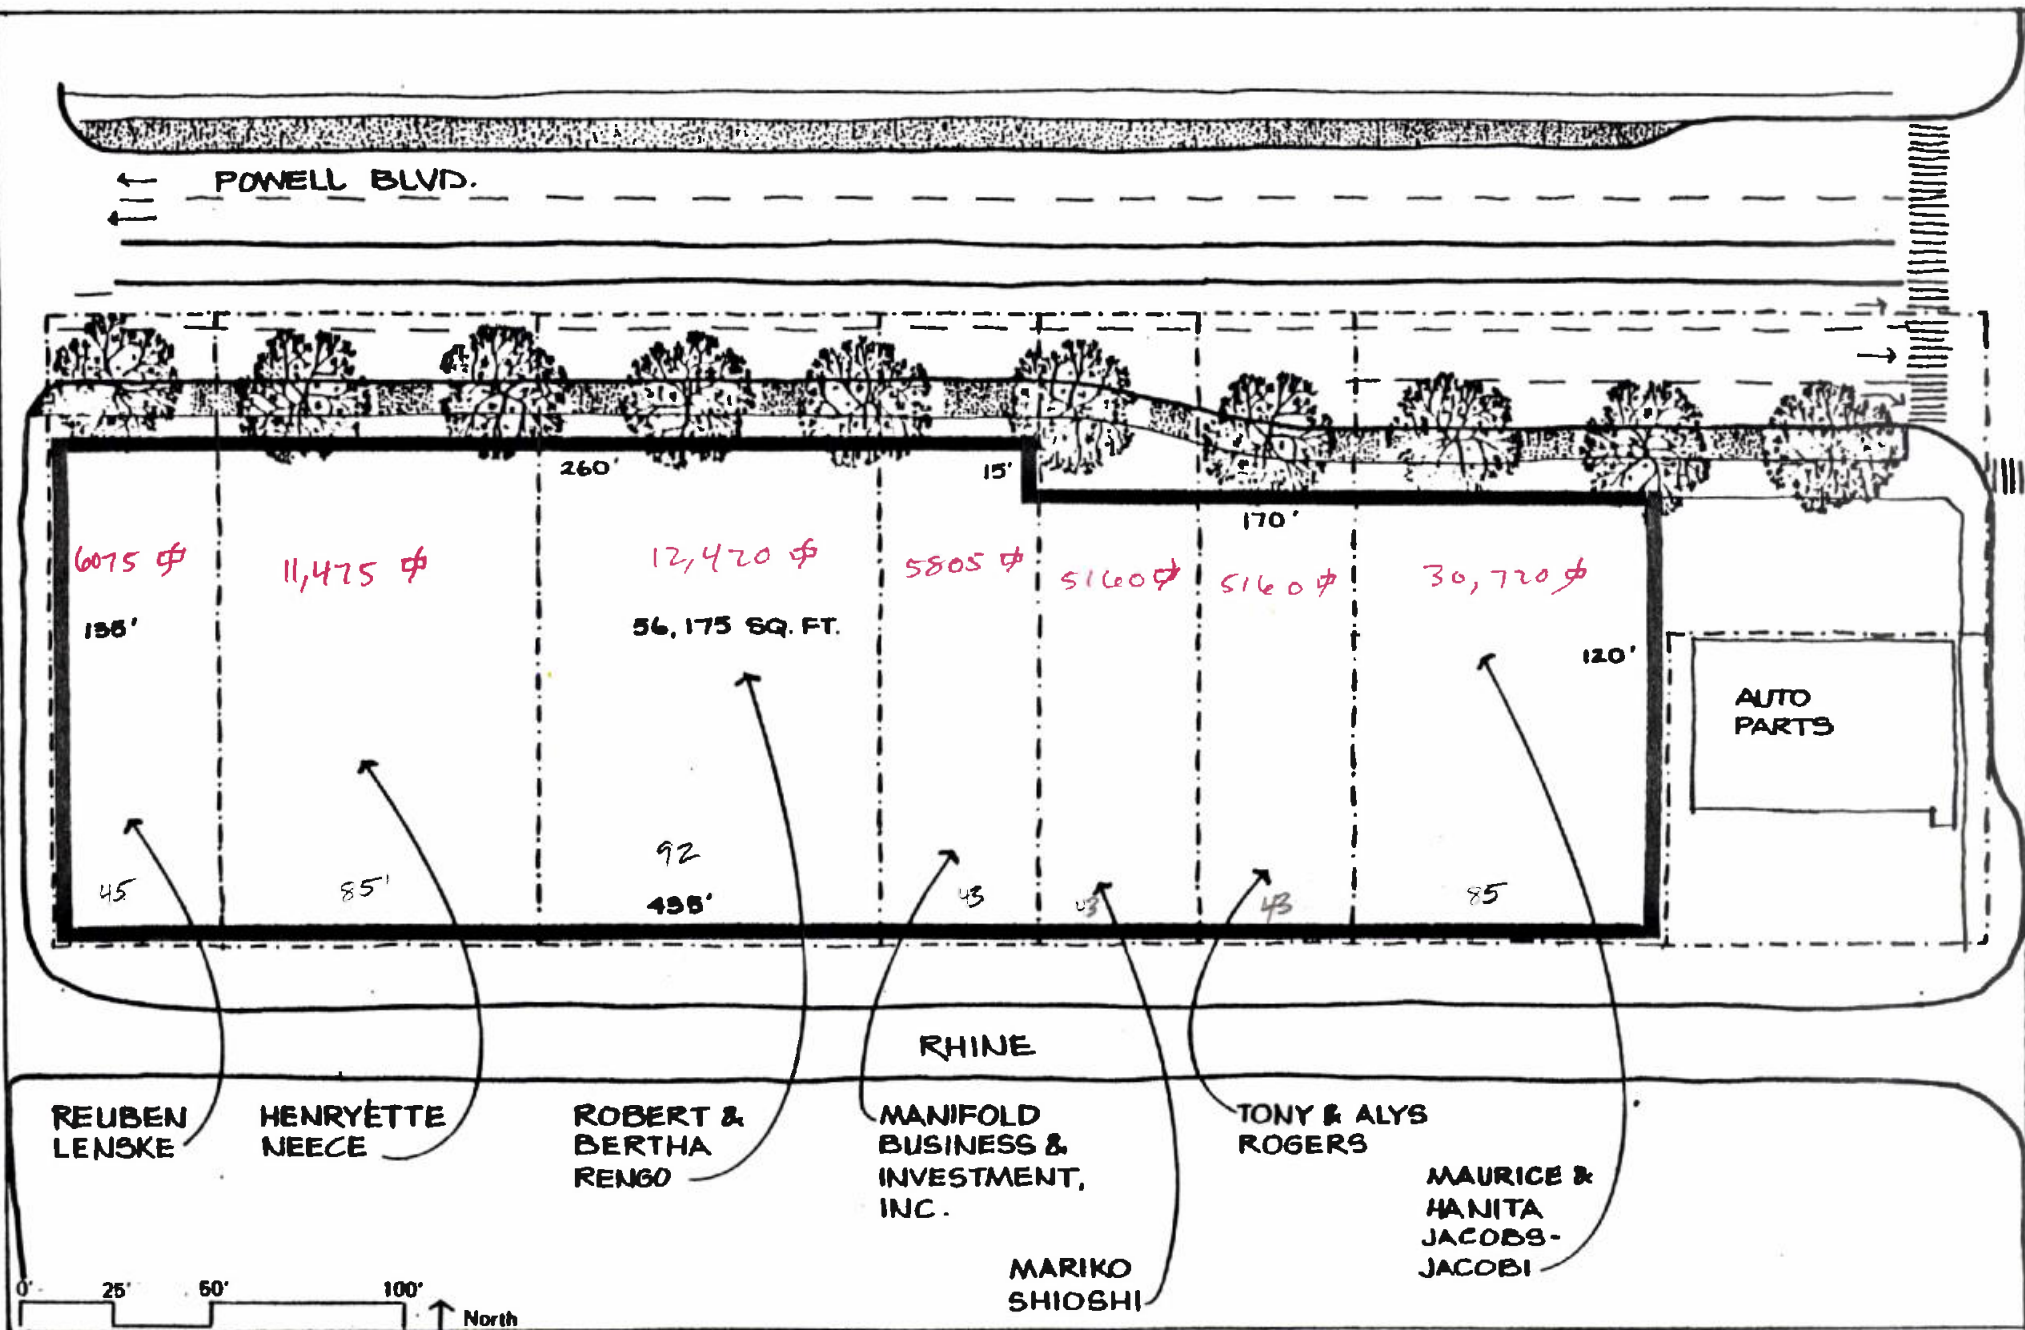 POWELL BLVD.
260'
15'
170'
6075 ⌽
11,475 ⌽
12,420 ⌽
5805 ⌽
5160 ⌽
5160 ⌽
30,720 ⌽
135'
56,175 SQ. FT.
120'
AUTO
PARTS
45
85'
92
435'
43
43
43
85
RHINE
REUBEN
LENSKE
HENRYETTE
NEECE
ROBERT &
BERTHA
RENGO
MANIFOLD
BUSINESS &
INVESTMENT,
INC.
MARIKO
SHIOSHI
TONY & ALYS
ROGERS
MAURICE &
HANITA
JACOBS-
JACOBI
0' 25' 50' 100'
North